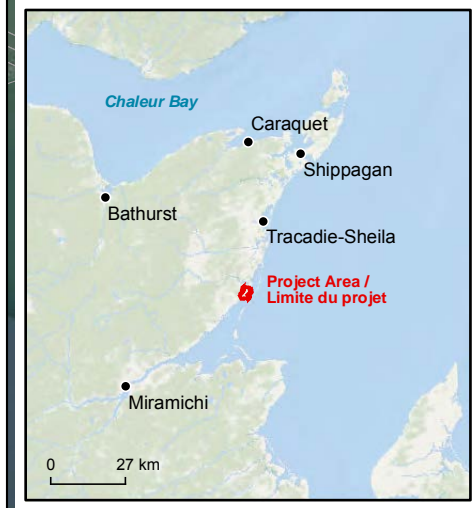 Chaleur Bay
Caraquet
Shippagan
Bathurst
Tracadie-Sheila
Project Area /
Limite du projet
Miramichi
0 27 km